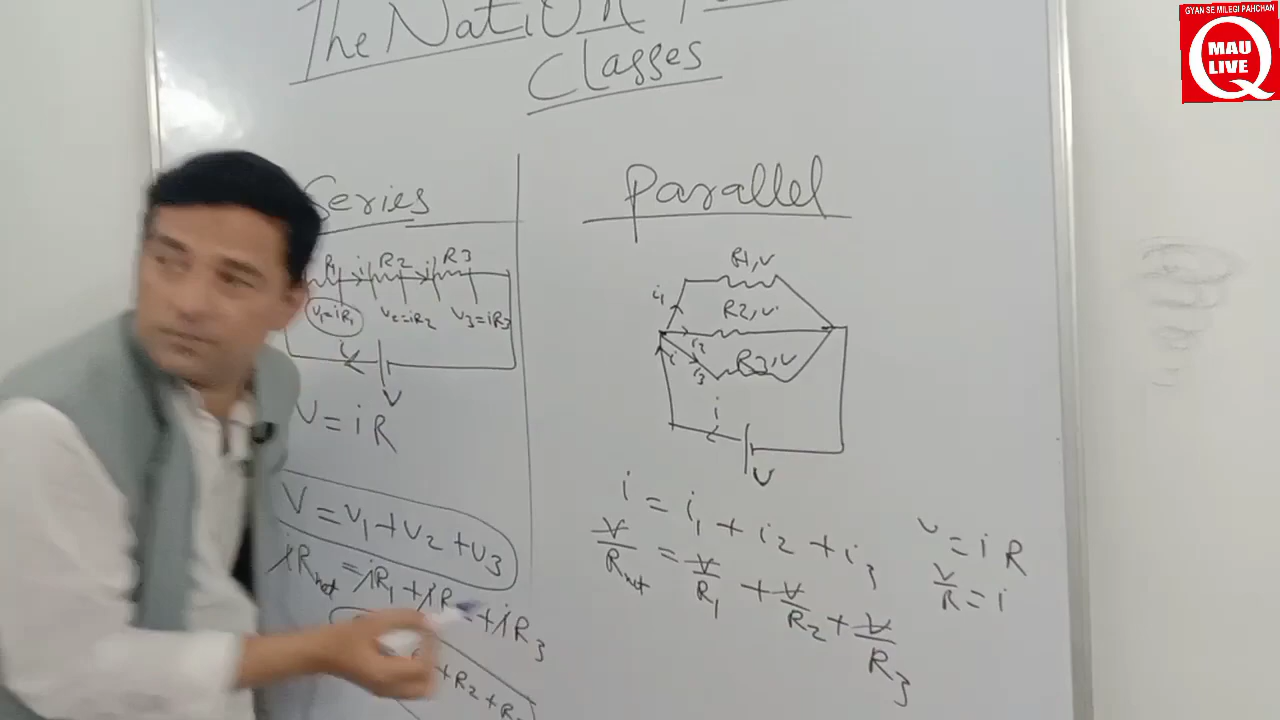 The Nation
Classes
GYAN SE MILEGI PAHCHAN
MAU
LIVE
Series
R1 i R2 i R3
V1=iR1 V2=iR2 V3=iR3
i
V
V = i R
V = V1 + V2 + V3
iRnet = iR1 + iR + iR3
+ R2 +
Parallel
R1, V
i1
R2, V
i2
R3, V
i i3
i
V
i = i1 + i2 + i3
V/Rnet = V/R1 + V/R2 + V/R3
V = i R
V/R = i